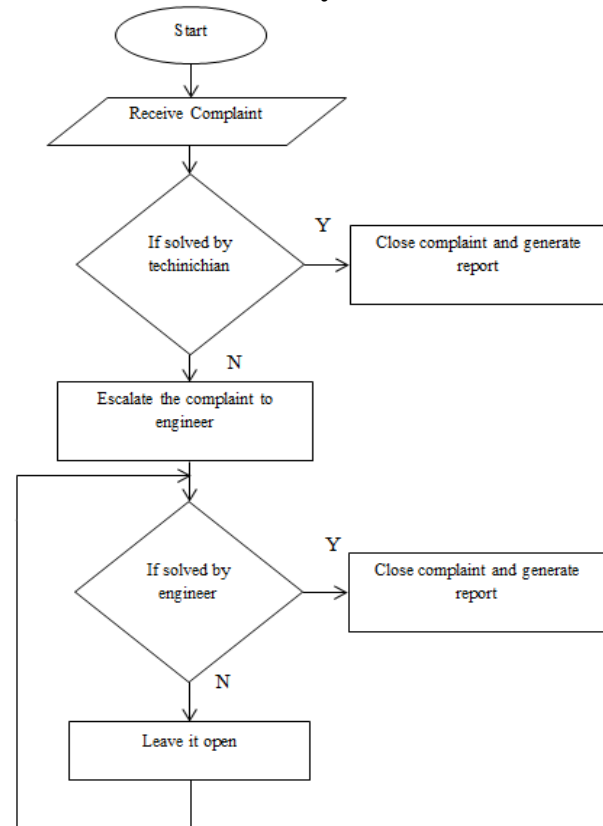 Start
Receive Complaint
If solved by
techinichian
Y
Close complaint and generate
report
N
Escalate the complaint to
engineer
If solved by
engineer
Y
Close complaint and generate
report
N
Leave it open